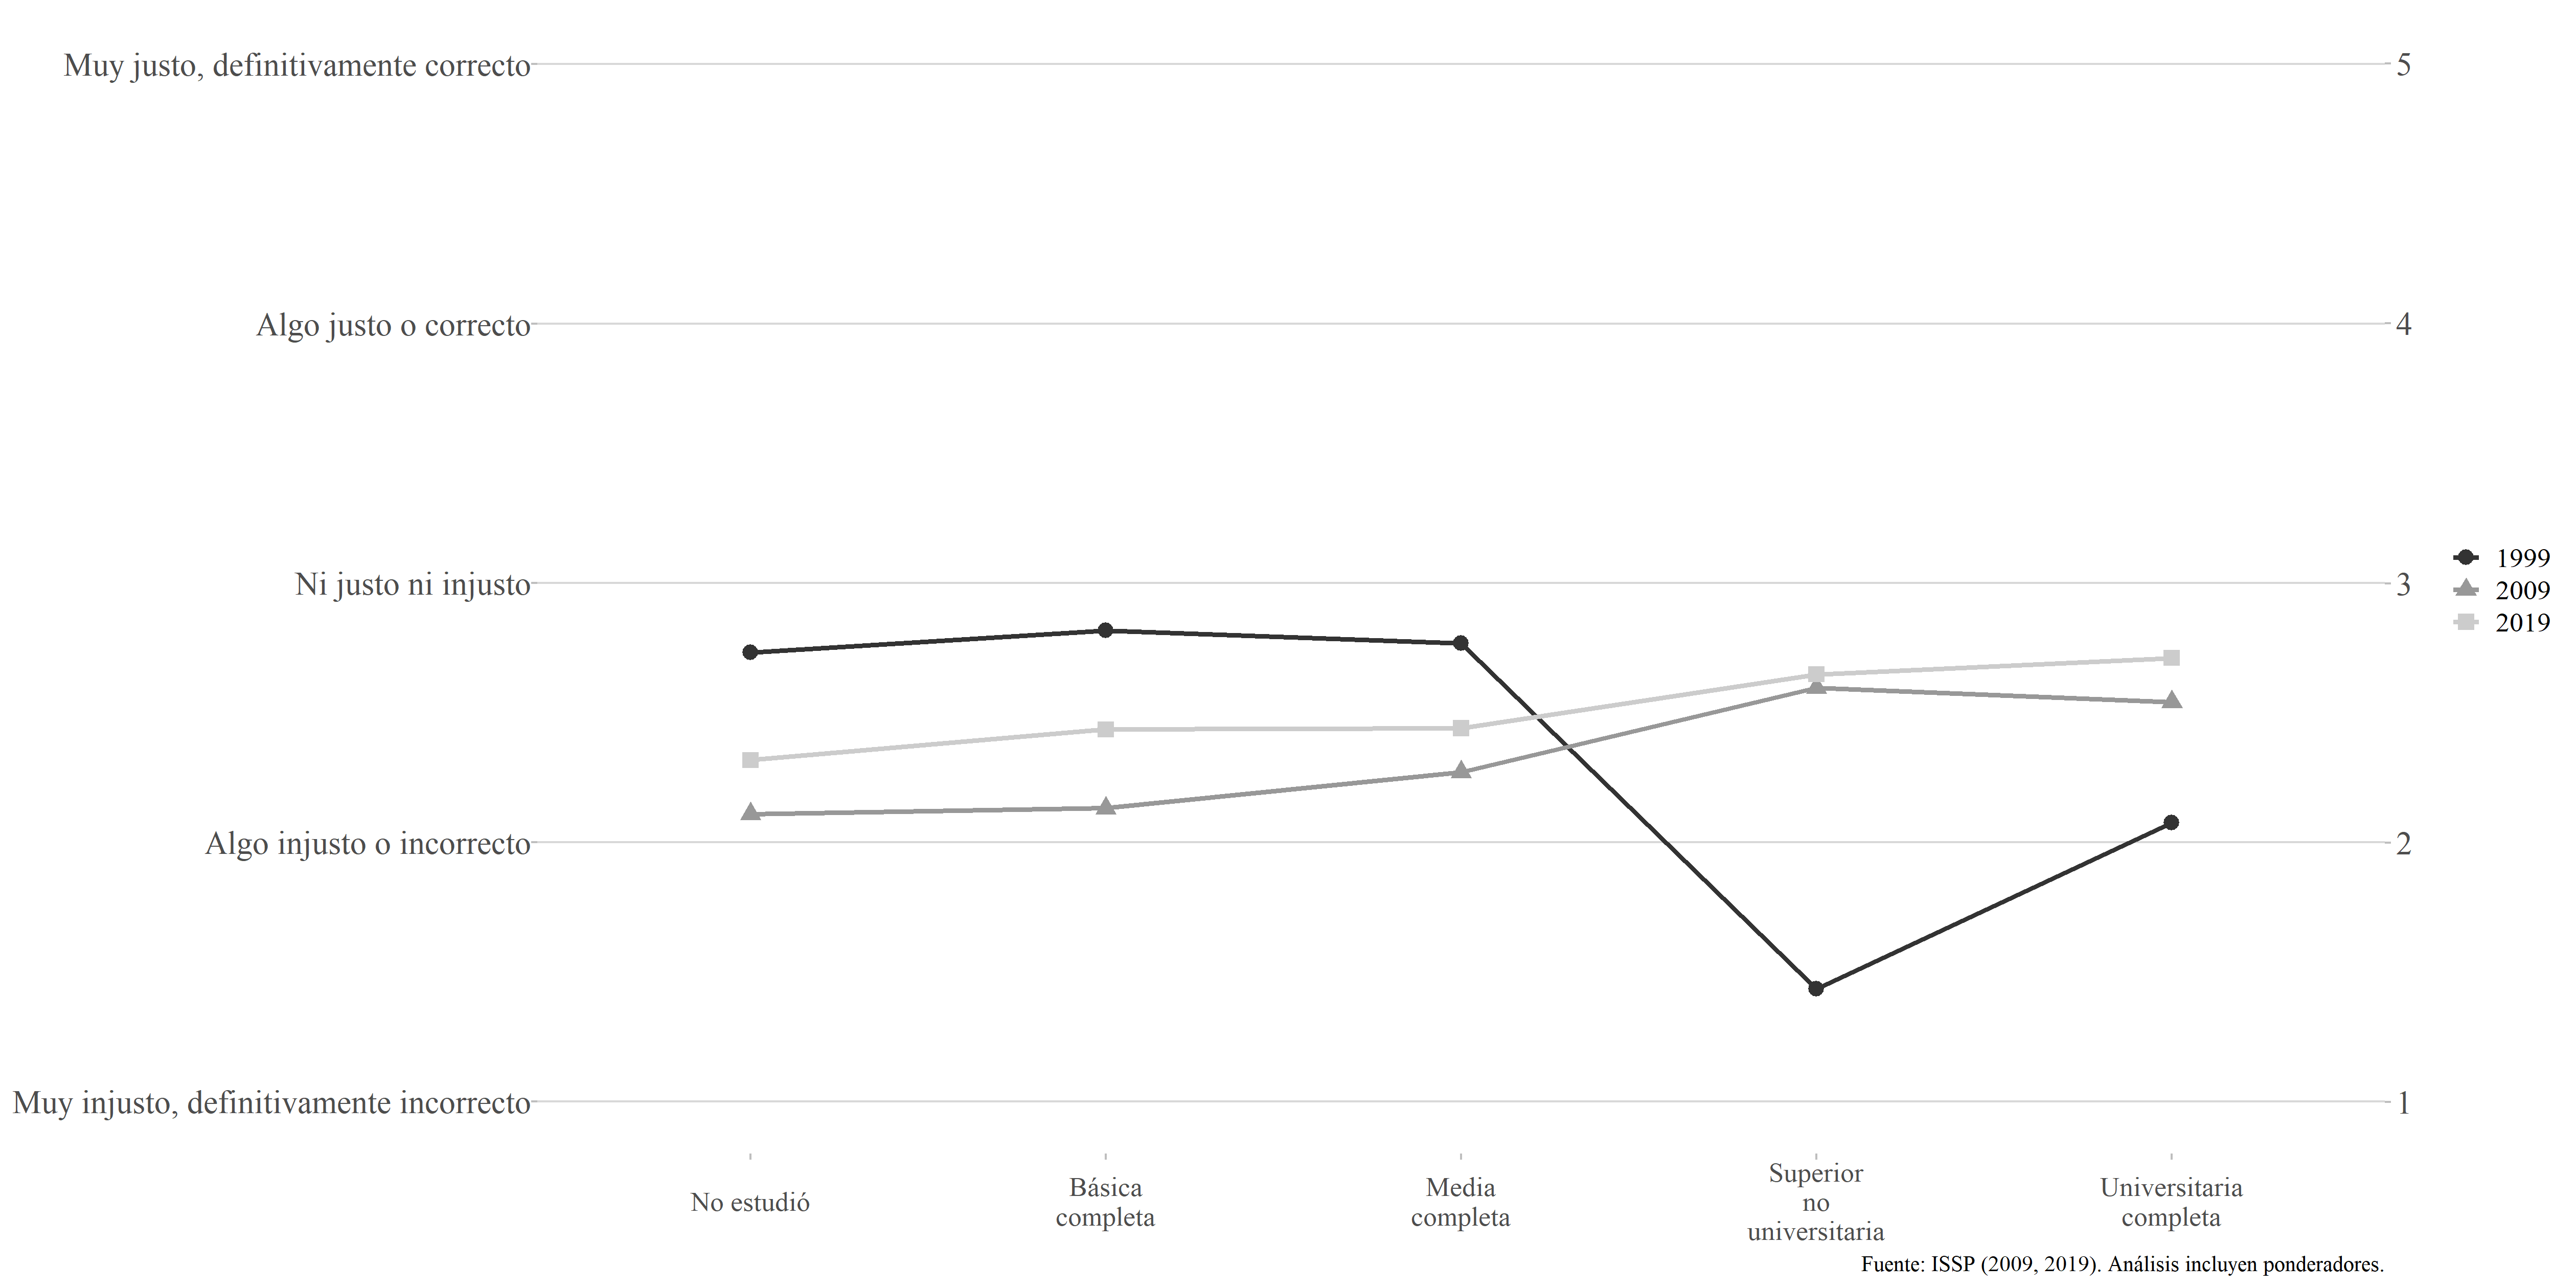 Muy justo, definitivamente correcto
5
Algo justo o correcto
4
Ni justo ni injusto
3
Algo injusto o incorrecto
2
Muy injusto, definitivamente incorrecto
1
1999
2009
2019
No estudió
Básica
completa
Media
completa
Superior
no
universitaria
Universitaria
completa
Fuente: ISSP (2009, 2019). Análisis incluyen ponderadores.